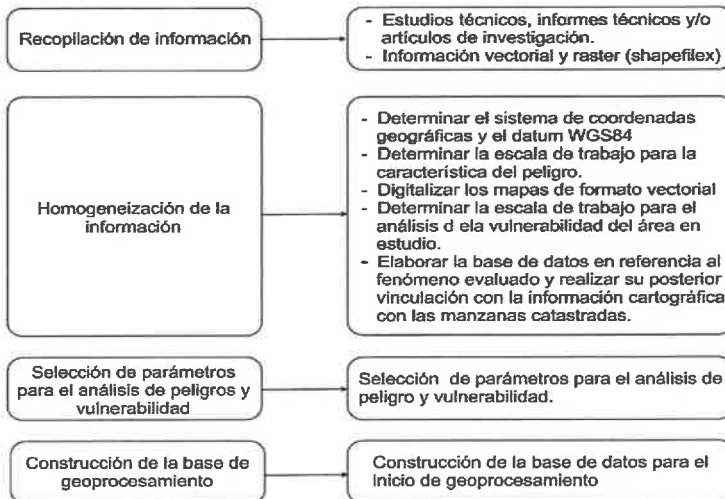 Recopilación de información
- Estudios técnicos, informes técnicos y/o
artículos de investigación.
- Información vectorial y raster (shapefilex)
Homogeneización de la
información
- Determinar el sistema de coordenadas
geográficas y el datum WGS84
- Determinar la escala de trabajo para la
característica del peligro.
- Digitalizar los mapas de formato vectorial
- Determinar la escala de trabajo para el
análisis d ela vulnerabilidad del área en
estudio.
- Elaborar la base de datos en referencia al
fenómeno evaluado y realizar su posterior
vinculación con la información cartográfica
con las manzanas catastradas.
Selección de parámetros
para el análisis de peligros y
vulnerabilidad
Selección de parámetros para el análisis de
peligro y vulnerabilidad.
Construcción de la base de
geoprocesamiento
Construcción de la base de datos para el
inicio de geoprocesamiento